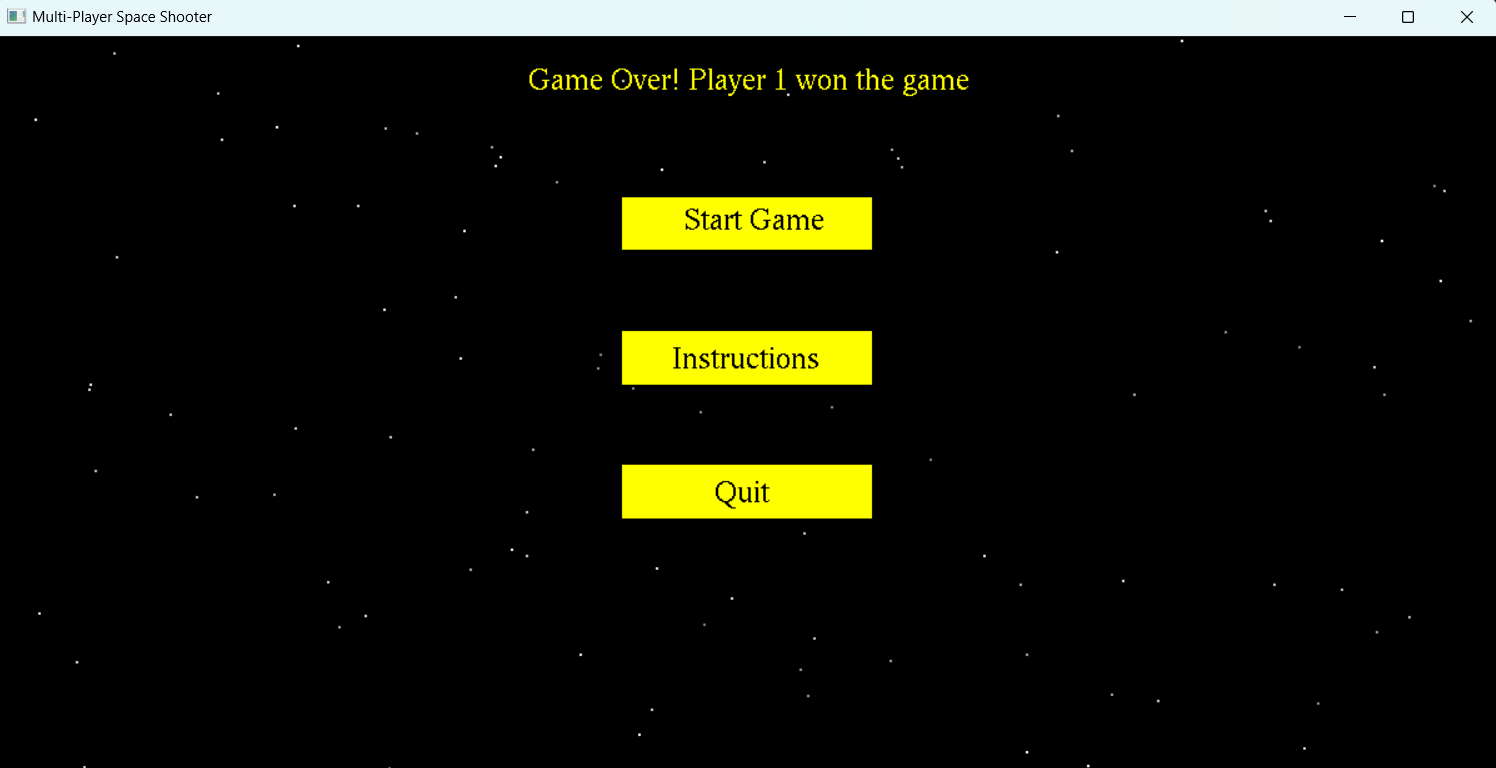 Multi-Player Space Shooter
Game Over! Player 1 won the game
Start Game
Instructions
Quit